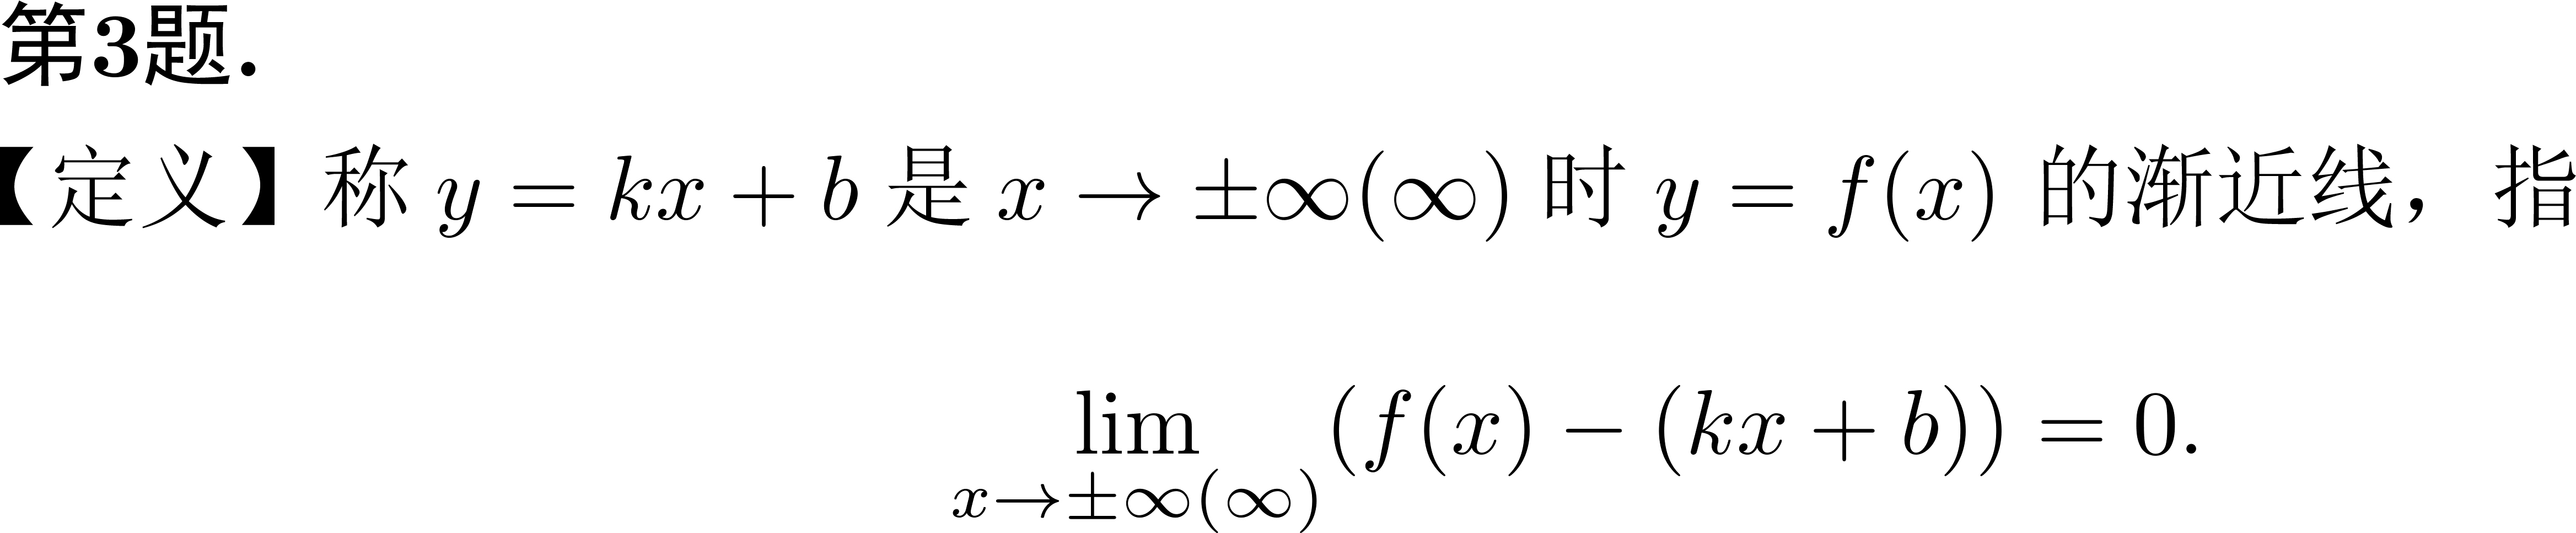 第3题.
【定义】称 y = kx + b 是 x → ±∞(∞) 时 y = f(x) 的渐近线，指
lim_{x→±∞(∞)} (f(x) − (kx + b)) = 0.